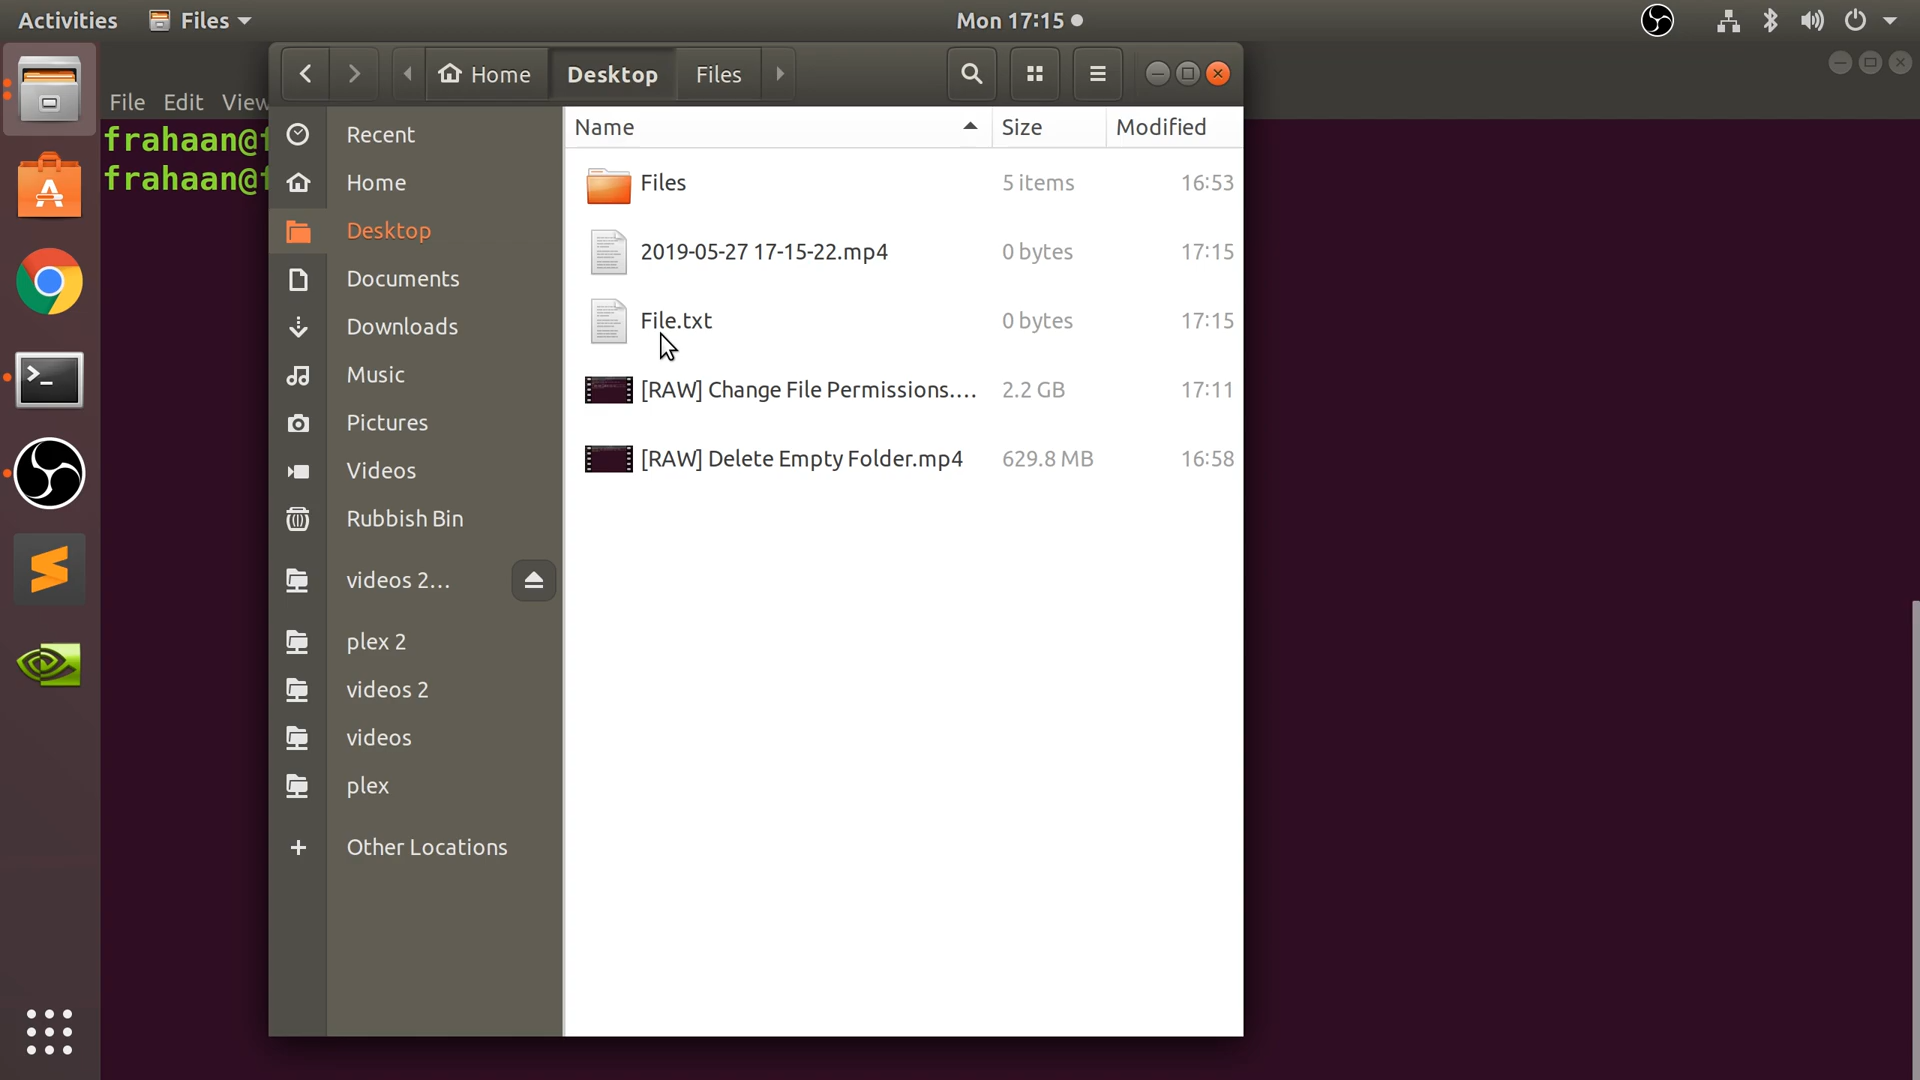 Activities Files Mon 17:15
File Edit View
frahaan@
frahaan@
Home Desktop Files
Recent
Home
Desktop
Documents
Downloads
Music
Pictures
Videos
Rubbish Bin
videos 2...
plex 2
videos 2
videos
plex
Other Locations
Name Size Modified
Files 5 items 16:53
2019-05-27 17-15-22.mp4 0 bytes 17:15
File.txt 0 bytes 17:15
[RAW] Change File Permissions.... 2.2 GB 17:11
[RAW] Delete Empty Folder.mp4 629.8 MB 16:58